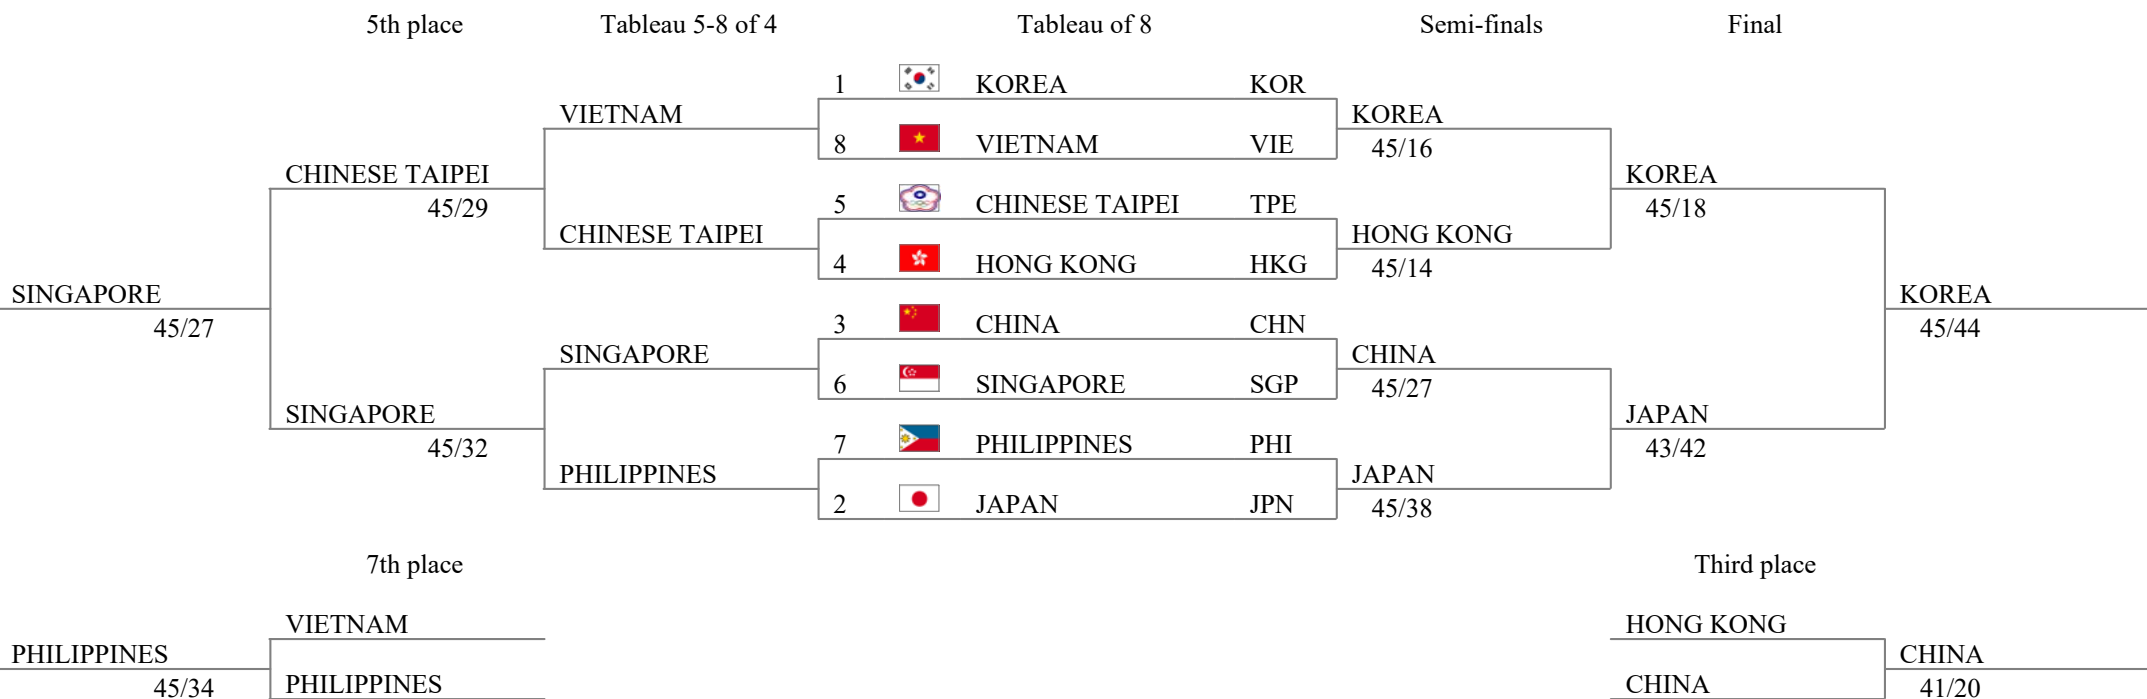 5th place Tableau 5-8 of 4 Tableau of 8 Semi-finals Final
1 KOREA KOR
VIETNAM KOREA
8 VIETNAM VIE 45/16
CHINESE TAIPEI KOREA
45/29 5 CHINESE TAIPEI TPE 45/18
CHINESE TAIPEI HONG KONG
4 HONG KONG HKG 45/14
SINGAPORE KOREA
45/27 3 CHINA CHN 45/44
SINGAPORE CHINA
6 SINGAPORE SGP 45/27
SINGAPORE JAPAN
45/32 7 PHILIPPINES PHI 43/42
PHILIPPINES JAPAN
2 JAPAN JPN 45/38
7th place Third place
VIETNAM HONG KONG
PHILIPPINES CHINA
45/34 PHILIPPINES CHINA 41/20